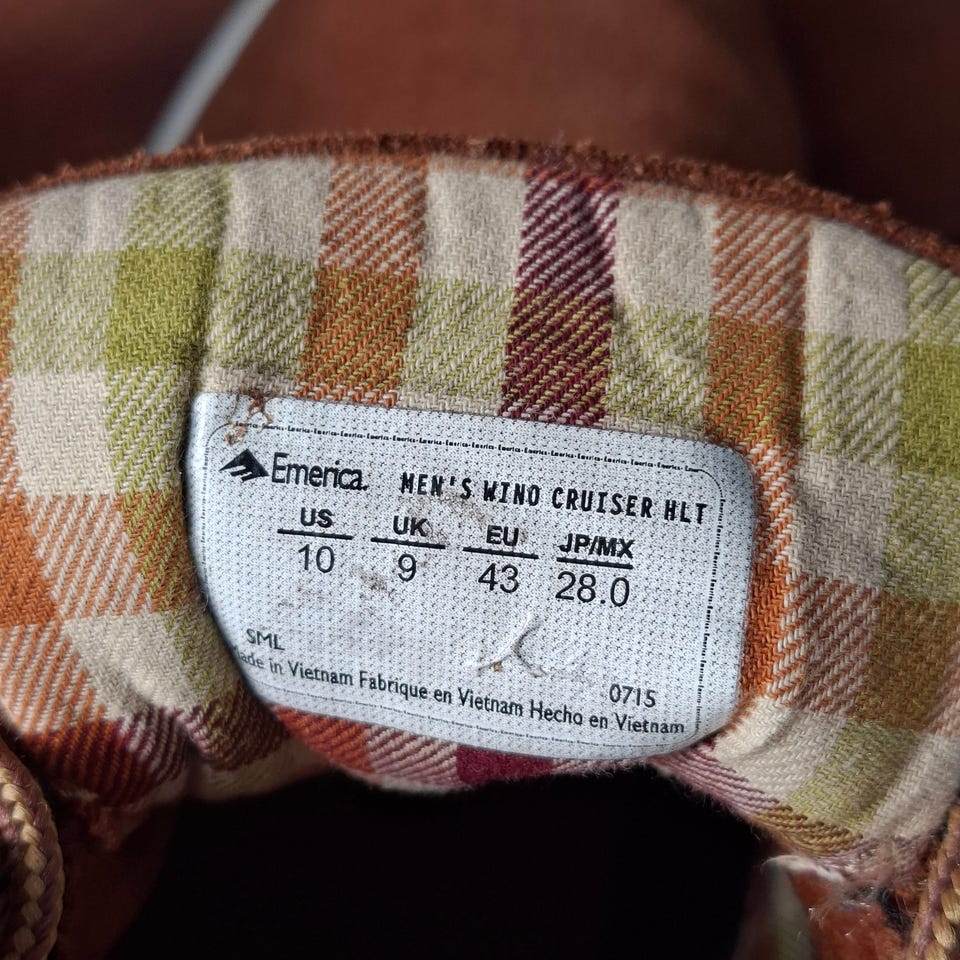 Emerica. MEN'S WINO CRUISER HLT
US UK EU JP/MX
10 9 43 28.0
SML
ade in Vietnam Fabrique en Vietnam Hecho en Vietnam
0715